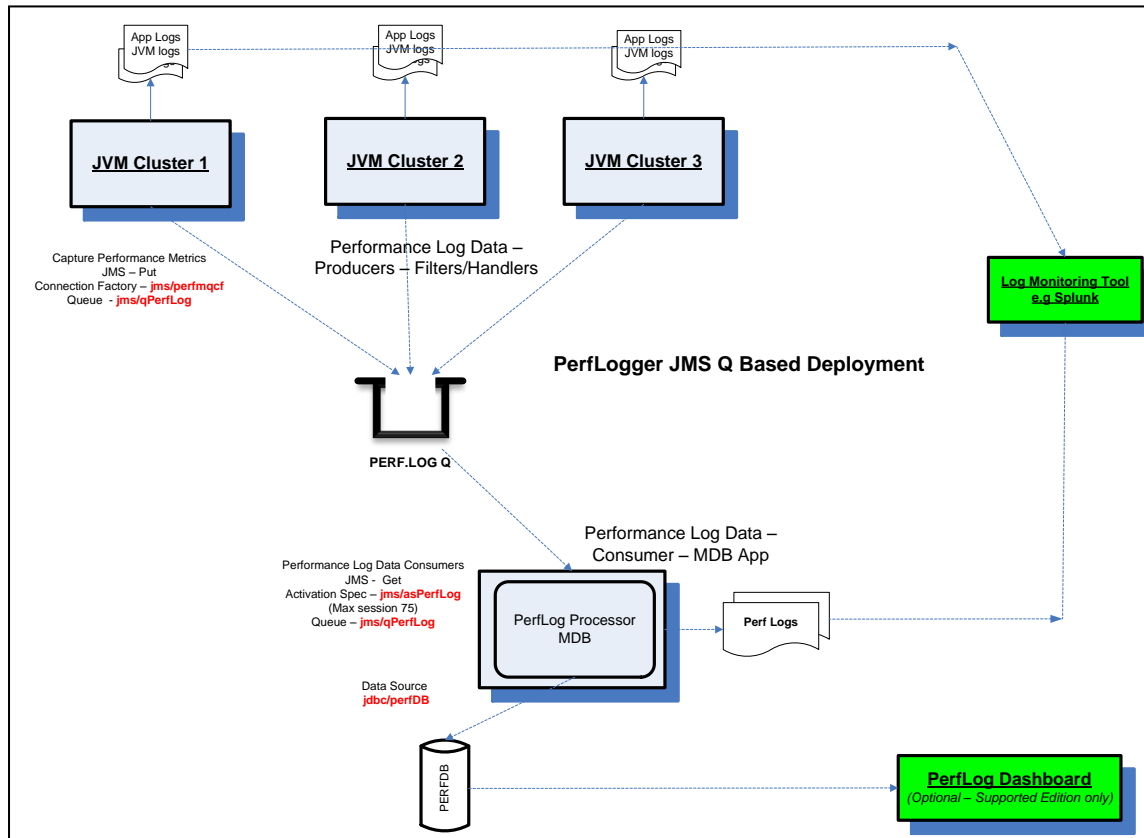 App Logs
JVM logs
gs
App Logs
JVM logs
logs
App Logs
JVM logs
JVM Cluster 1
JVM Cluster 2
JVM Cluster 3
Capture Performance Metrics
JMS – Put
Connection Factory – jms/perfmqcf
Queue - jms/qPerfLog
Performance Log Data –
Producers – Filters/Handlers
Log Monitoring Tool
e.g Splunk
PerfLogger JMS Q Based Deployment
PERF.LOG Q
Performance Log Data –
Consumer – MDB App
Performance Log Data Consumers
JMS - Get
Activation Spec – jms/asPerfLog
(Max session 75)
Queue – jms/qPerfLog
PerfLog Processor
MDB
Perf Logs
Data Source
jdbc/perfDB
PERFDB
PerfLog Dashboard
(Optional – Supported Edition only)